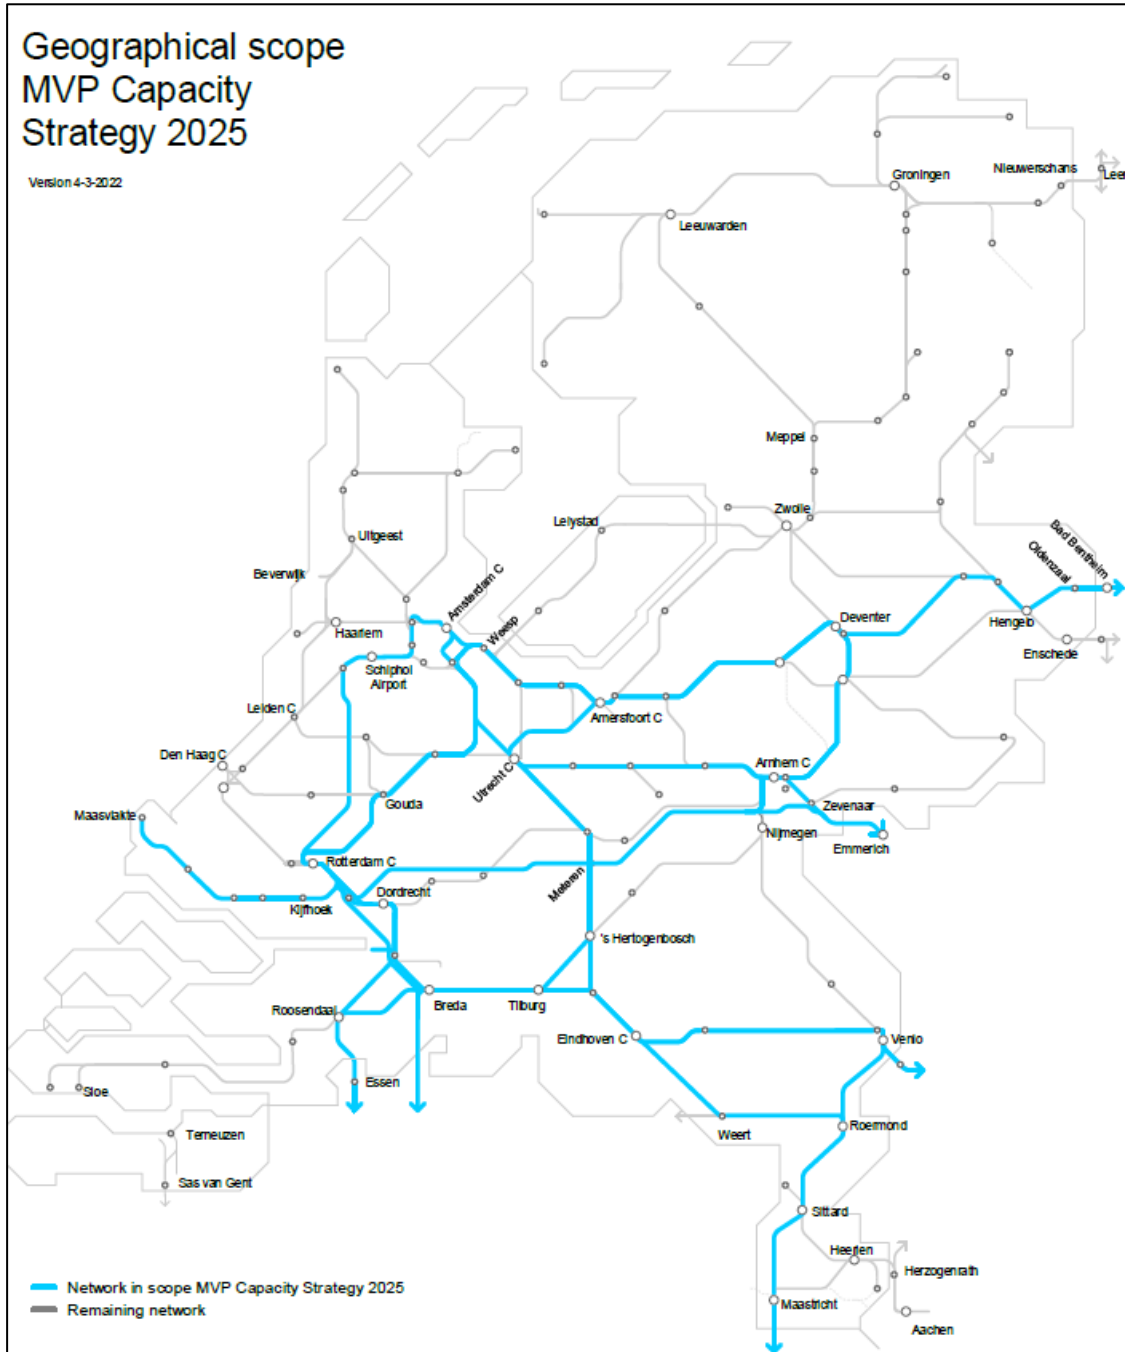 Geographical scope
MVP Capacity
Strategy 2025
Version 4-3-2022
Groningen
Nieuwerschans
Leer
Leeuwarden
Meppel
Zwolle
Lelystad
Uitgeest
Beverwijk
Amsterdam C
Weesp
Bad Bentheim
Oldenzaal
Haarlem
Deventer
Hengelo
Enschede
Schiphol
Airport
Leiden C
Amersfoort C
Den Haag C
Utrecht C
Arnhem C
Gouda
Zevenaar
Maasvlakte
Nijmegen
Emmerich
Rotterdam C
Dordrecht
Meteren
Kijfhoek
's Hertogenbosch
Roosendaal
Breda
Tilburg
Eindhoven C
Venlo
Essen
Sloe
Weert
Roermond
Terneuzen
Sas van Gent
Sittard
Heerlen
Herzogenrath
Maastricht
Aachen
Network in scope MVP Capacity Strategy 2025
Remaining network